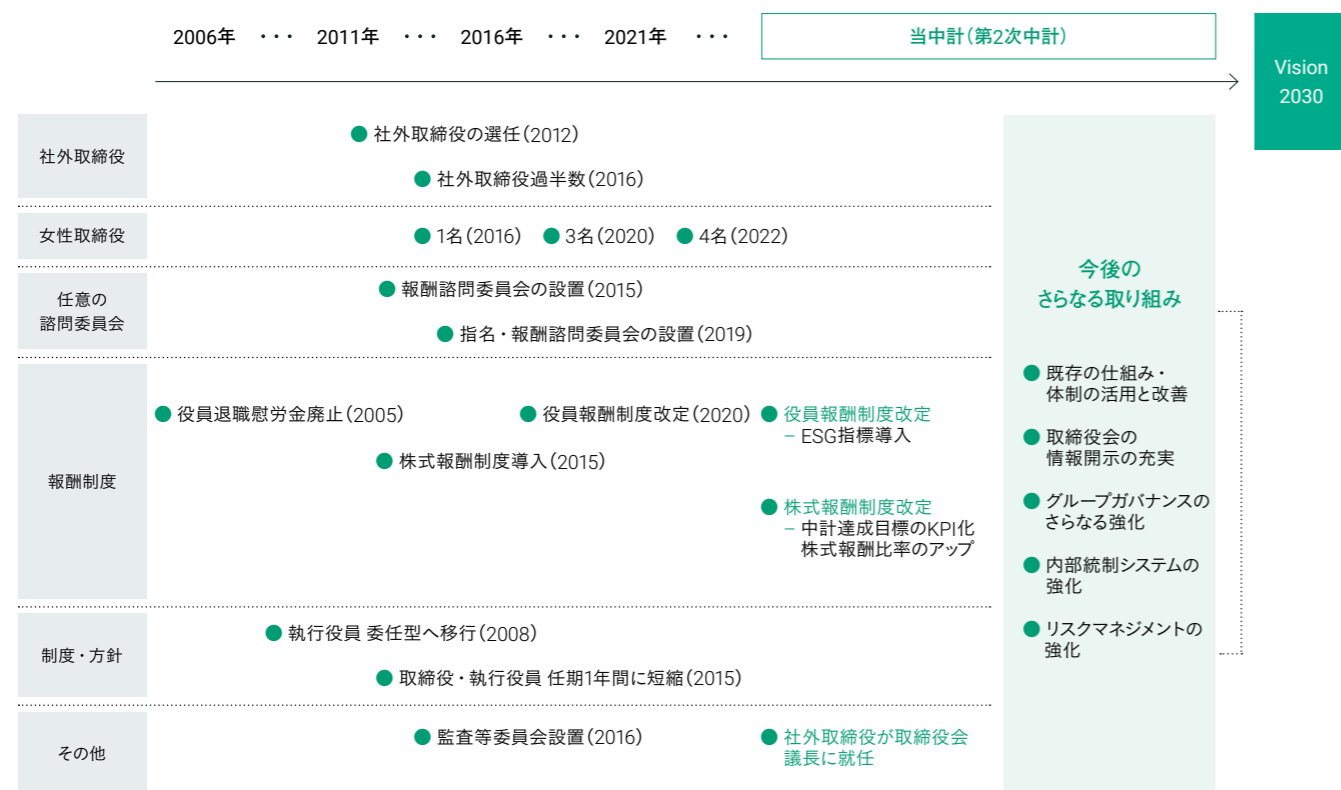 2006年 ・・・ 2011年 ・・・ 2016年 ・・・ 2021年 ・・・ 当中計（第2次中計）
Vision
2030
社外取締役
● 社外取締役の選任（2012）
● 社外取締役過半数（2016）
女性取締役
● 1名（2016） ● 3名（2020） ● 4名（2022）
任意の
諮問委員会
● 報酬諮問委員会の設置（2015）
● 指名・報酬諮問委員会の設置（2019）
報酬制度
● 役員退職慰労金廃止（2005） ● 役員報酬制度改定（2020） ● 役員報酬制度改定
– ESG指標導入
● 株式報酬制度導入（2015）
● 株式報酬制度改定
– 中計達成目標のKPI化
株式報酬比率のアップ
制度・方針
● 執行役員 委任型へ移行（2008）
● 取締役・執行役員 任期1年間に短縮（2015）
その他
● 監査等委員会設置（2016） ● 社外取締役が取締役会
議長に就任
今後の
さらなる取り組み
● 既存の仕組み・
体制の活用と改善
● 取締役会の
情報開示の充実
● グループガバナンスの
さらなる強化
● 内部統制システムの
強化
● リスクマネジメントの
強化